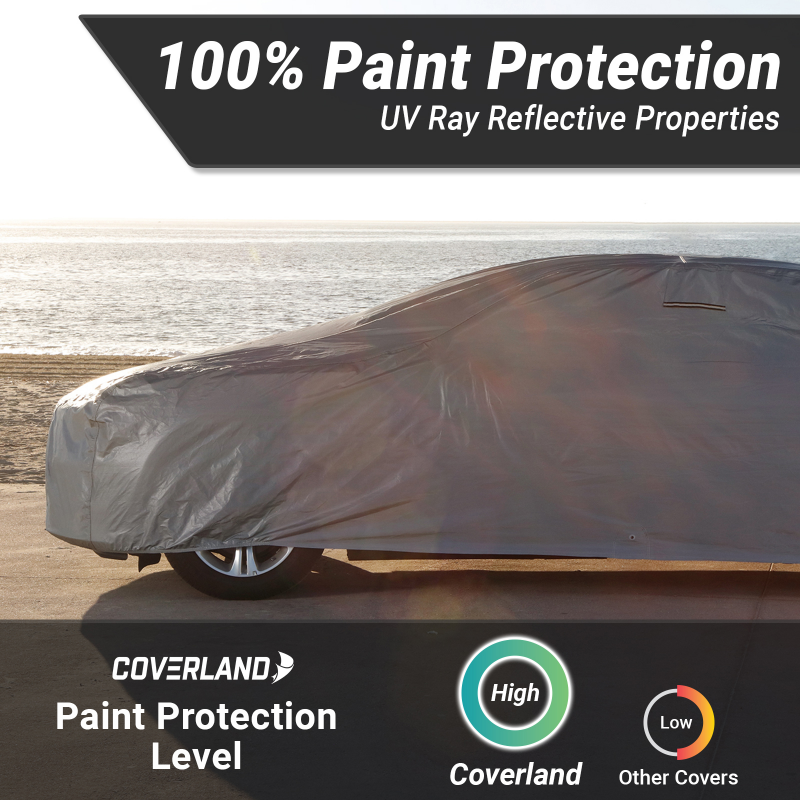 100% Paint Protection
UV Ray Reflective Properties
COVERLAND
Paint Protection
Level
High
Coverland
Low
Other Covers